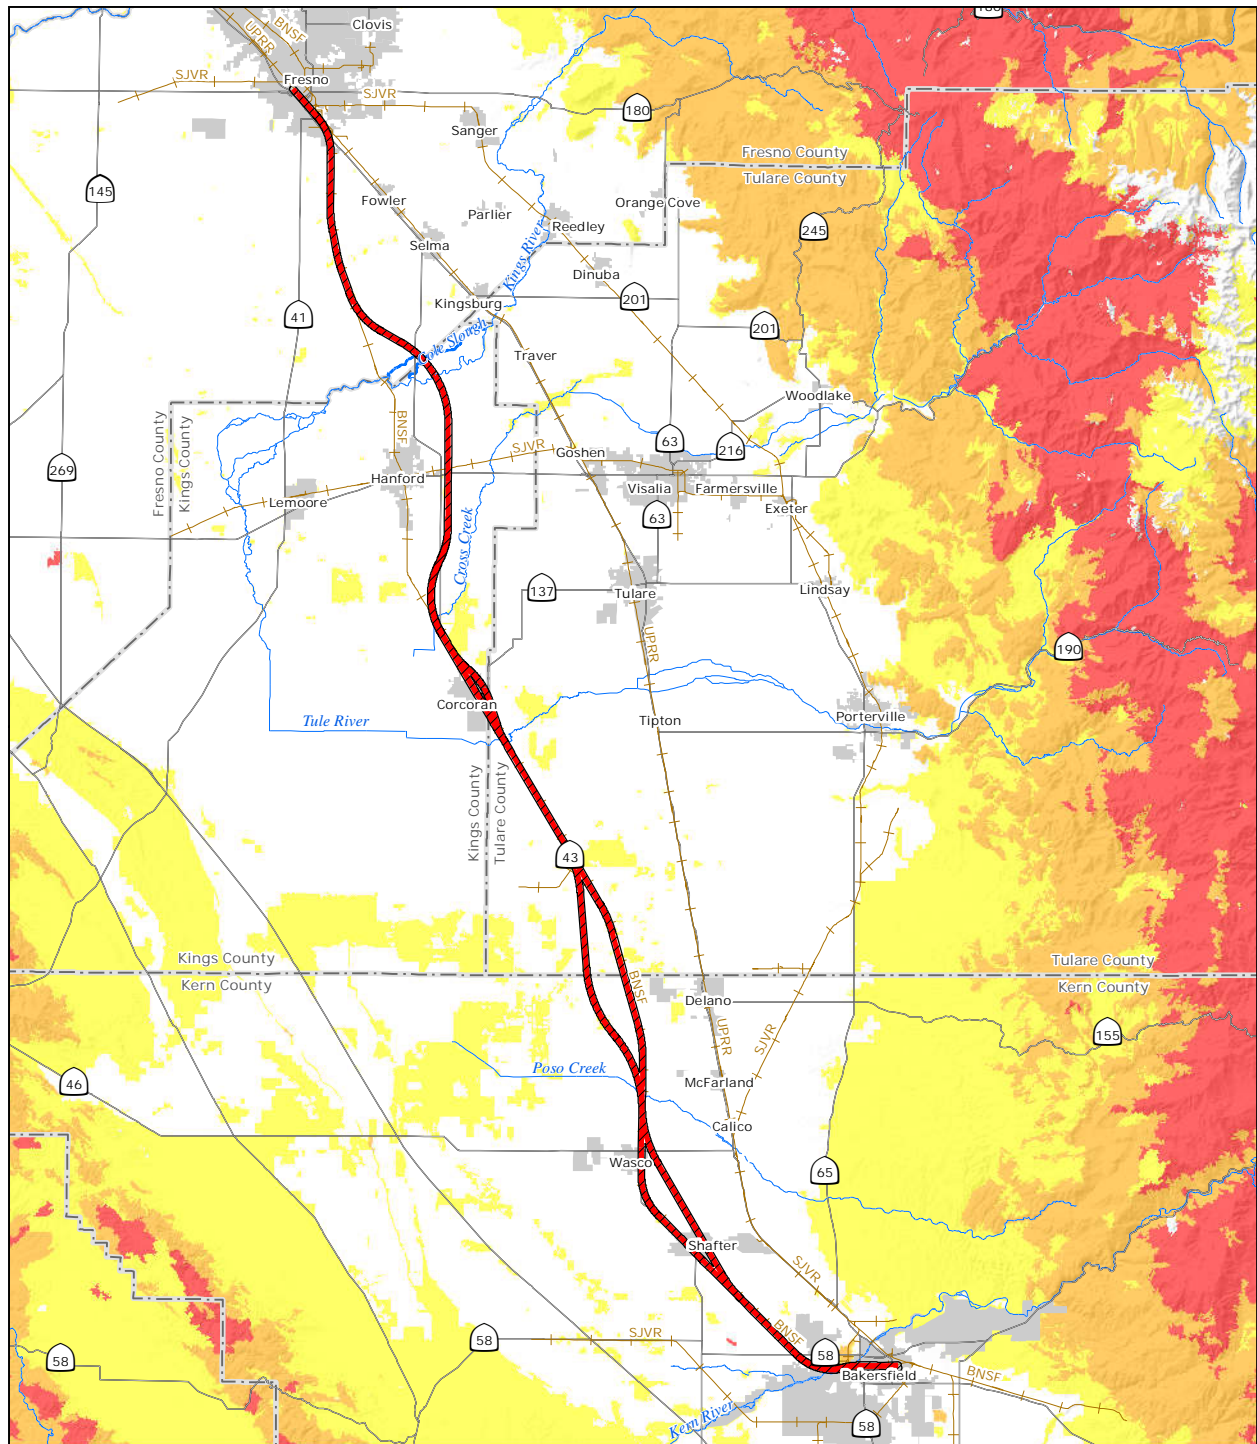 Clovis
BNSF
UPRR
180
SJVR
Fresno
SJVR
180
Sanger
Fresno County
Tulare County
145
Fowler
Parlier
Orange Cove
Reedley
245
Selma
Kings River
Dinuba
Kingsburg
201
41
201
Cole Slough
Traver
Woodlake
Fresno County
Kings County
BNSF
SJVR
Goshen
63
216
269
Hanford
Visalia
Farmersville
Lemoore
Exeter
63
Cross Creek
137
Tulare
Lindsay
UPRR
190
Corcoran
Tule River
Tipton
Porterville
Kings County
Tulare County
43
Kings County
Kern County
Tulare County
Kern County
BNSF
Delano
UPRR
SJVR
155
Poso Creek
46
McFarland
Calico
Wasco
65
Shafter
SJVR
BNSF
58
SJVR
58
58
Bakersfield
BNSF
Kern River
58